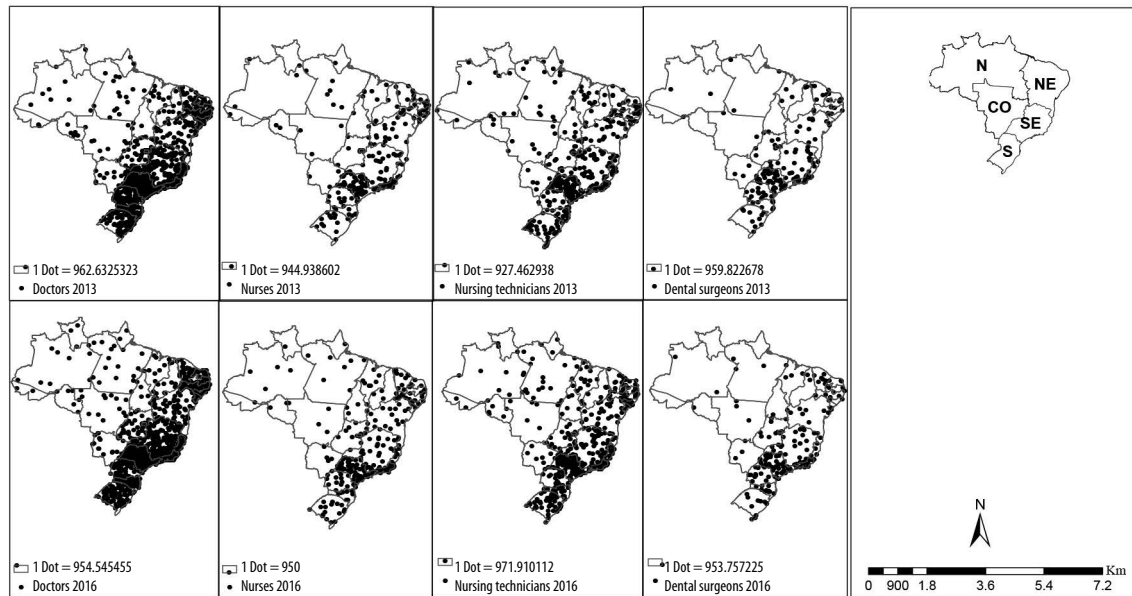 1 Dot = 962.6325323
Doctors 2013
1 Dot = 944.938602
Nurses 2013
1 Dot = 927.462938
Nursing technicians 2013
1 Dot = 959.822678
Dental surgeons 2013
1 Dot = 954.545455
Doctors 2016
1 Dot = 950
Nurses 2016
1 Dot = 971.910112
Nursing technicians 2016
1 Dot = 953.757225
Dental surgeons 2016
N
NE
CO
SE
S
N
Km
0 900 1.8 3.6 5.4 7.2